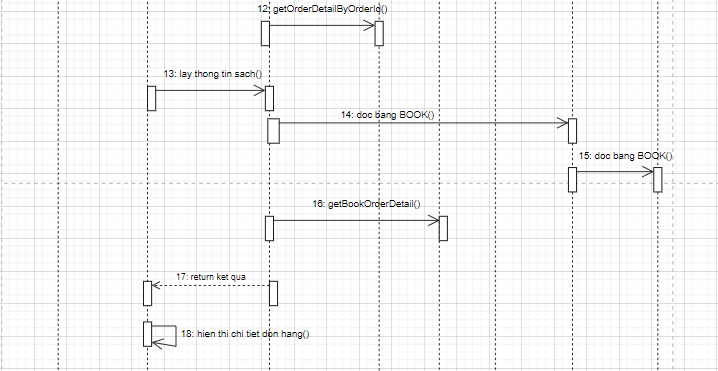 12: getOrderDetailByOrderId()
13: lay thong tin sach()
14: doc bang BOOK()
15: doc bang BOOK()
16: getBookOrderDetail()
17: return ket qua
18: hien thi chi tiet don hang()